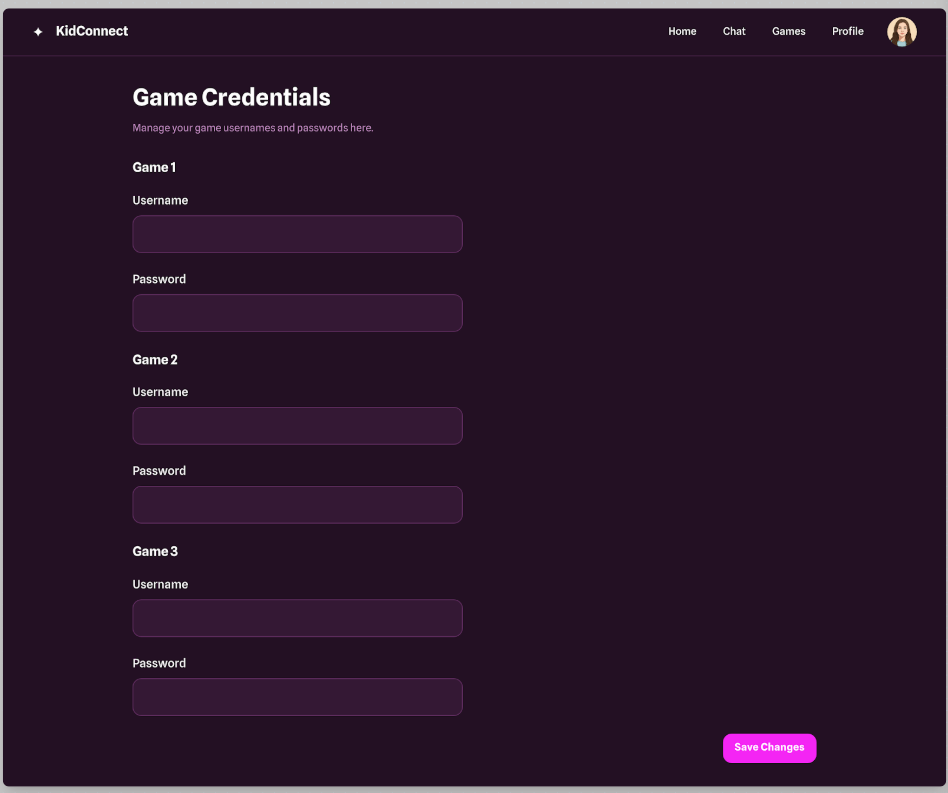 KidConnect
Home Chat Games Profile
Game Credentials
Manage your game usernames and passwords here.
Game 1
Username
Password
Game 2
Username
Password
Game 3
Username
Password
Save Changes